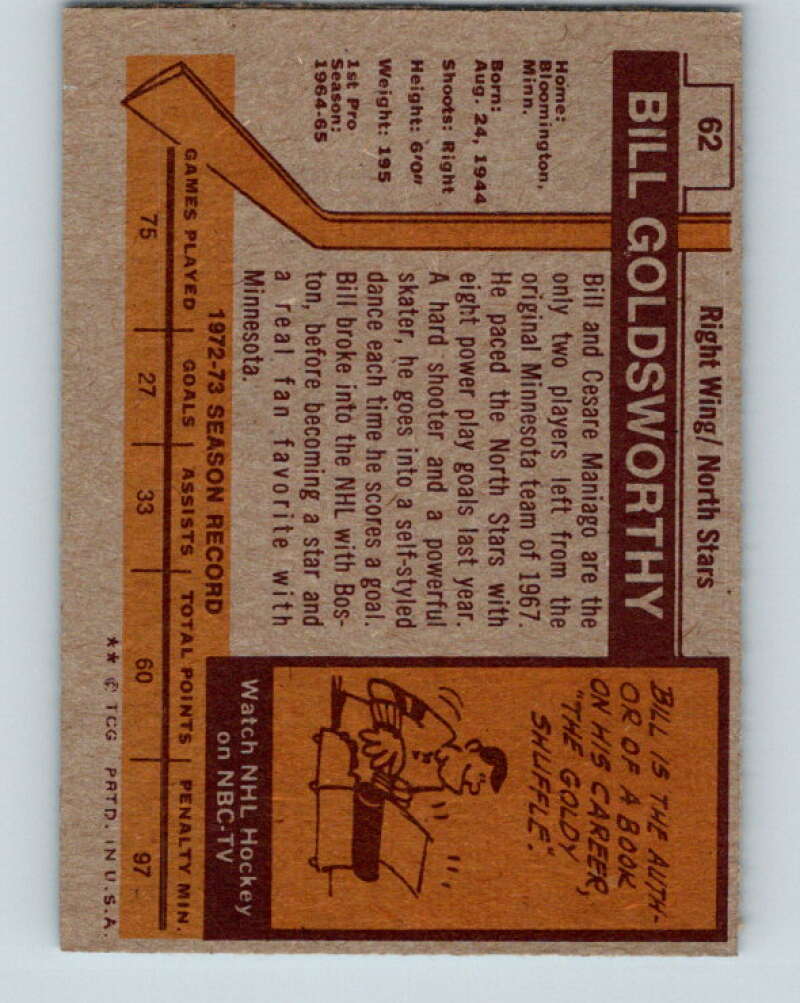 62
Right Wing/ North Stars
BILL GOLDSWORTHY
Home:
Bloomington,
Minn.
Born:
Aug. 24, 1944
Shoots: Right
Height: 6'0"
Weight: 195
1st Pro
Season:
1964-65
Bill and Cesare Maniago are the
only two players left from the
original Minnesota team of 1967.
He paced the North Stars with
eight power play goals last year.
A hard shooter and a powerful
skater, he goes into a self-styled
dance each time he scores a goal.
Bill broke into the NHL with Bos-
ton, before becoming a star and
a real fan favorite with
Minnesota.
BILL IS THE AUTH-
OR OF A BOOK
ON HIS CAREER,
"THE GOLDY
SHUFFLE."
Watch NHL Hockey
on NBC-TV
1972-73 SEASON RECORD
GAMES PLAYED | GOALS | ASSISTS | TOTAL POINTS | PENALTY MIN.
75 27 33 60 97
** © TCG PRTD. IN U.S.A.